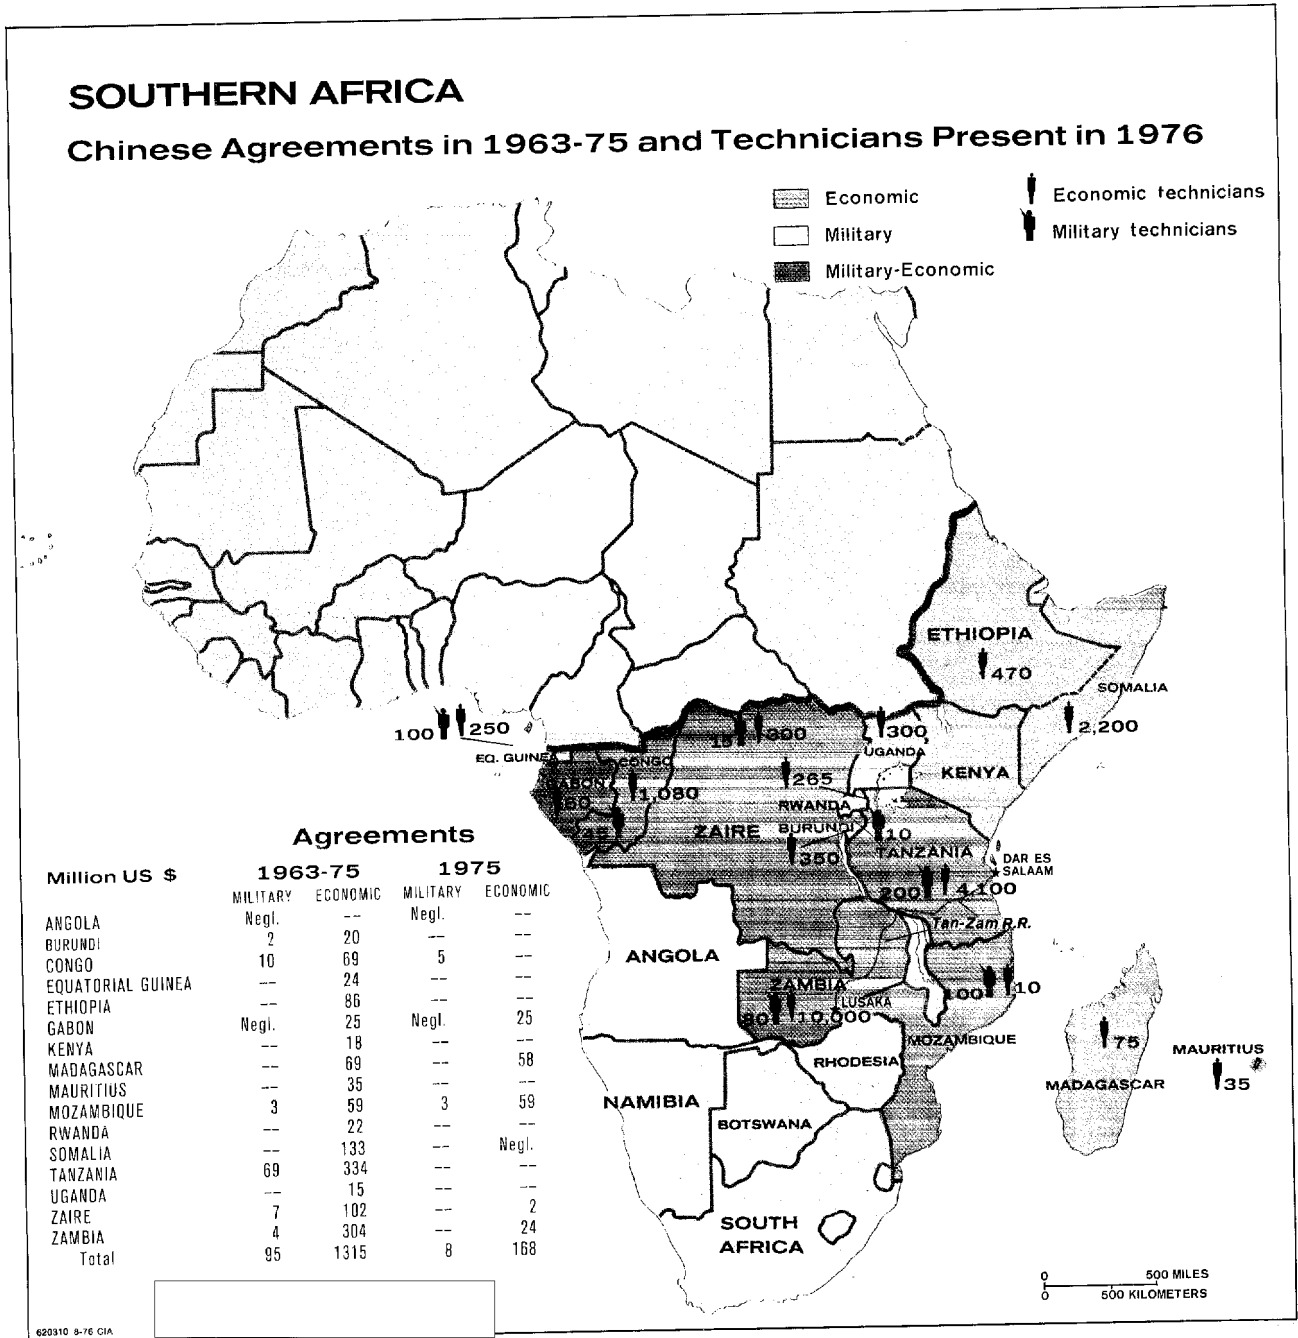 SOUTHERN AFRICA
Chinese Agreements in 1963-75 and Technicians Present in 1976
Economic
Military
Military-Economic
Economic technicians
Military technicians
ETHIOPIA
470
SOMALIA
2,200
100 250
EQ. GUINEA
15 300
300
UGANDA
KENYA
CONGO
1,080
GABON
60
45
265
RWANDA
ZAIRE
BURUNDI
350
10
TANZANIA
200 4,100
DAR ES
SALAAM
Tan-Zam R.R.
ANGOLA
ZAMBIA
LUSAKA
80 10,000
100 10
MOZAMBIQUE
RHODESIA
NAMIBIA
BOTSWANA
75
MADAGASCAR
MAURITIUS
35
SOUTH
AFRICA
Agreements
Million US $ 1963-75 1975
MILITARY ECONOMIC MILITARY ECONOMIC
ANGOLA Negl. -- Negl. --
BURUNDI 2 20 -- --
CONGO 10 69 5 --
EQUATORIAL GUINEA -- 24 -- --
ETHIOPIA -- 86 -- --
GABON Negl. 25 Negl. 25
KENYA -- 18 -- --
MADAGASCAR -- 69 -- 58
MAURITIUS -- 35 -- --
MOZAMBIQUE 3 59 3 59
RWANDA -- 22 -- --
SOMALIA -- 133 -- Negl.
TANZANIA 69 334 -- --
UGANDA -- 15 -- --
ZAIRE 7 102 -- 2
ZAMBIA 4 304 -- 24
Total 95 1315 8 168
0 500 MILES
0 500 KILOMETERS
620310 8-76 CIA